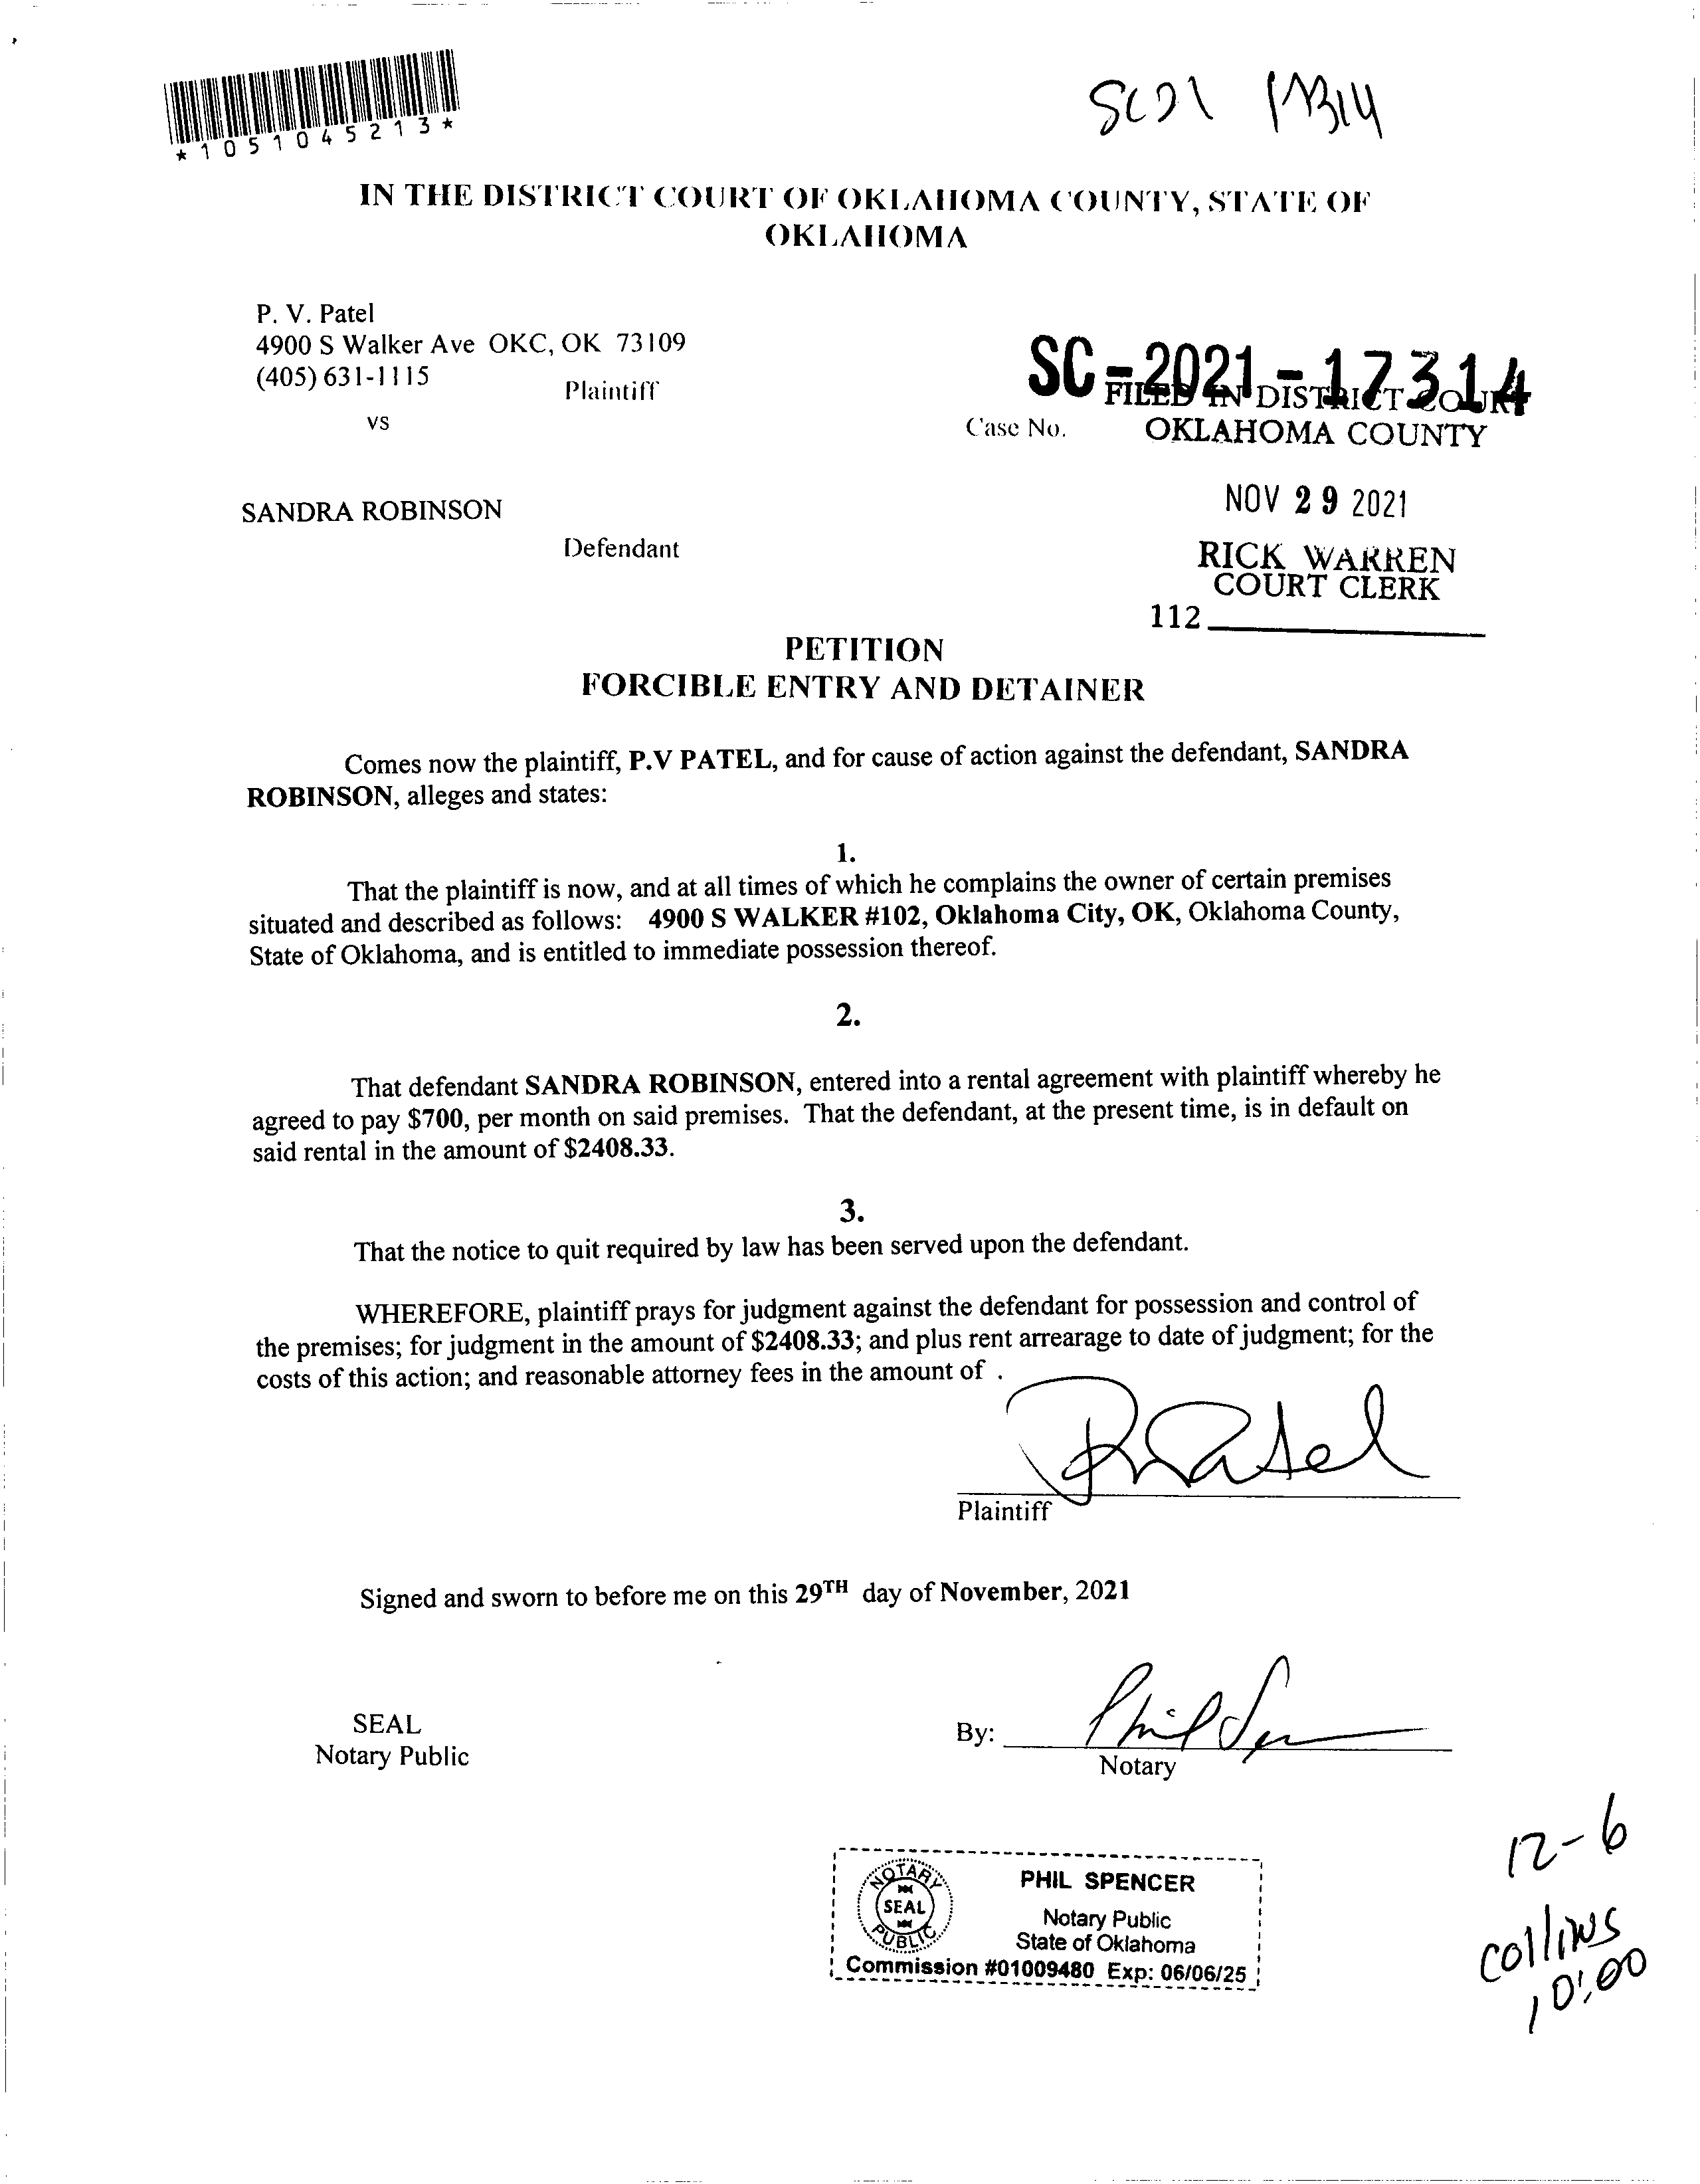 *1051045213*
SC21 17314
IN THE DISTRICT COURT OF OKLAHOMA COUNTY, STATE OF
OKLAHOMA
P. V. Patel
4900 S Walker Ave OKC, OK 73109
(405) 631-1115
Plaintiff
vs
SC-2021-17314
FILED IN DISTRICT COURT
Case No.
OKLAHOMA COUNTY
NOV 29 2021
SANDRA ROBINSON
Defendant
RICK WARREN
COURT CLERK
112
PETITION
FORCIBLE ENTRY AND DETAINER
Comes now the plaintiff, P.V PATEL, and for cause of action against the defendant, SANDRA
ROBINSON, alleges and states:
1.
That the plaintiff is now, and at all times of which he complains the owner of certain premises
situated and described as follows: 4900 S WALKER #102, Oklahoma City, OK, Oklahoma County,
State of Oklahoma, and is entitled to immediate possession thereof.
2.
That defendant SANDRA ROBINSON, entered into a rental agreement with plaintiff whereby he
agreed to pay $700, per month on said premises. That the defendant, at the present time, is in default on
said rental in the amount of $2408.33.
3.
That the notice to quit required by law has been served upon the defendant.
WHEREFORE, plaintiff prays for judgment against the defendant for possession and control of
the premises; for judgment in the amount of $2408.33; and plus rent arrearage to date of judgment; for the
costs of this action; and reasonable attorney fees in the amount of .
Plaintiff
Signed and sworn to before me on this 29TH day of November, 2021
SEAL
Notary Public
By:
Notary
12-6
collins
10:00
NOTARY
SEAL
PUBLIC
PHIL SPENCER
Notary Public
State of Oklahoma
Commission #01009480 Exp: 06/06/25